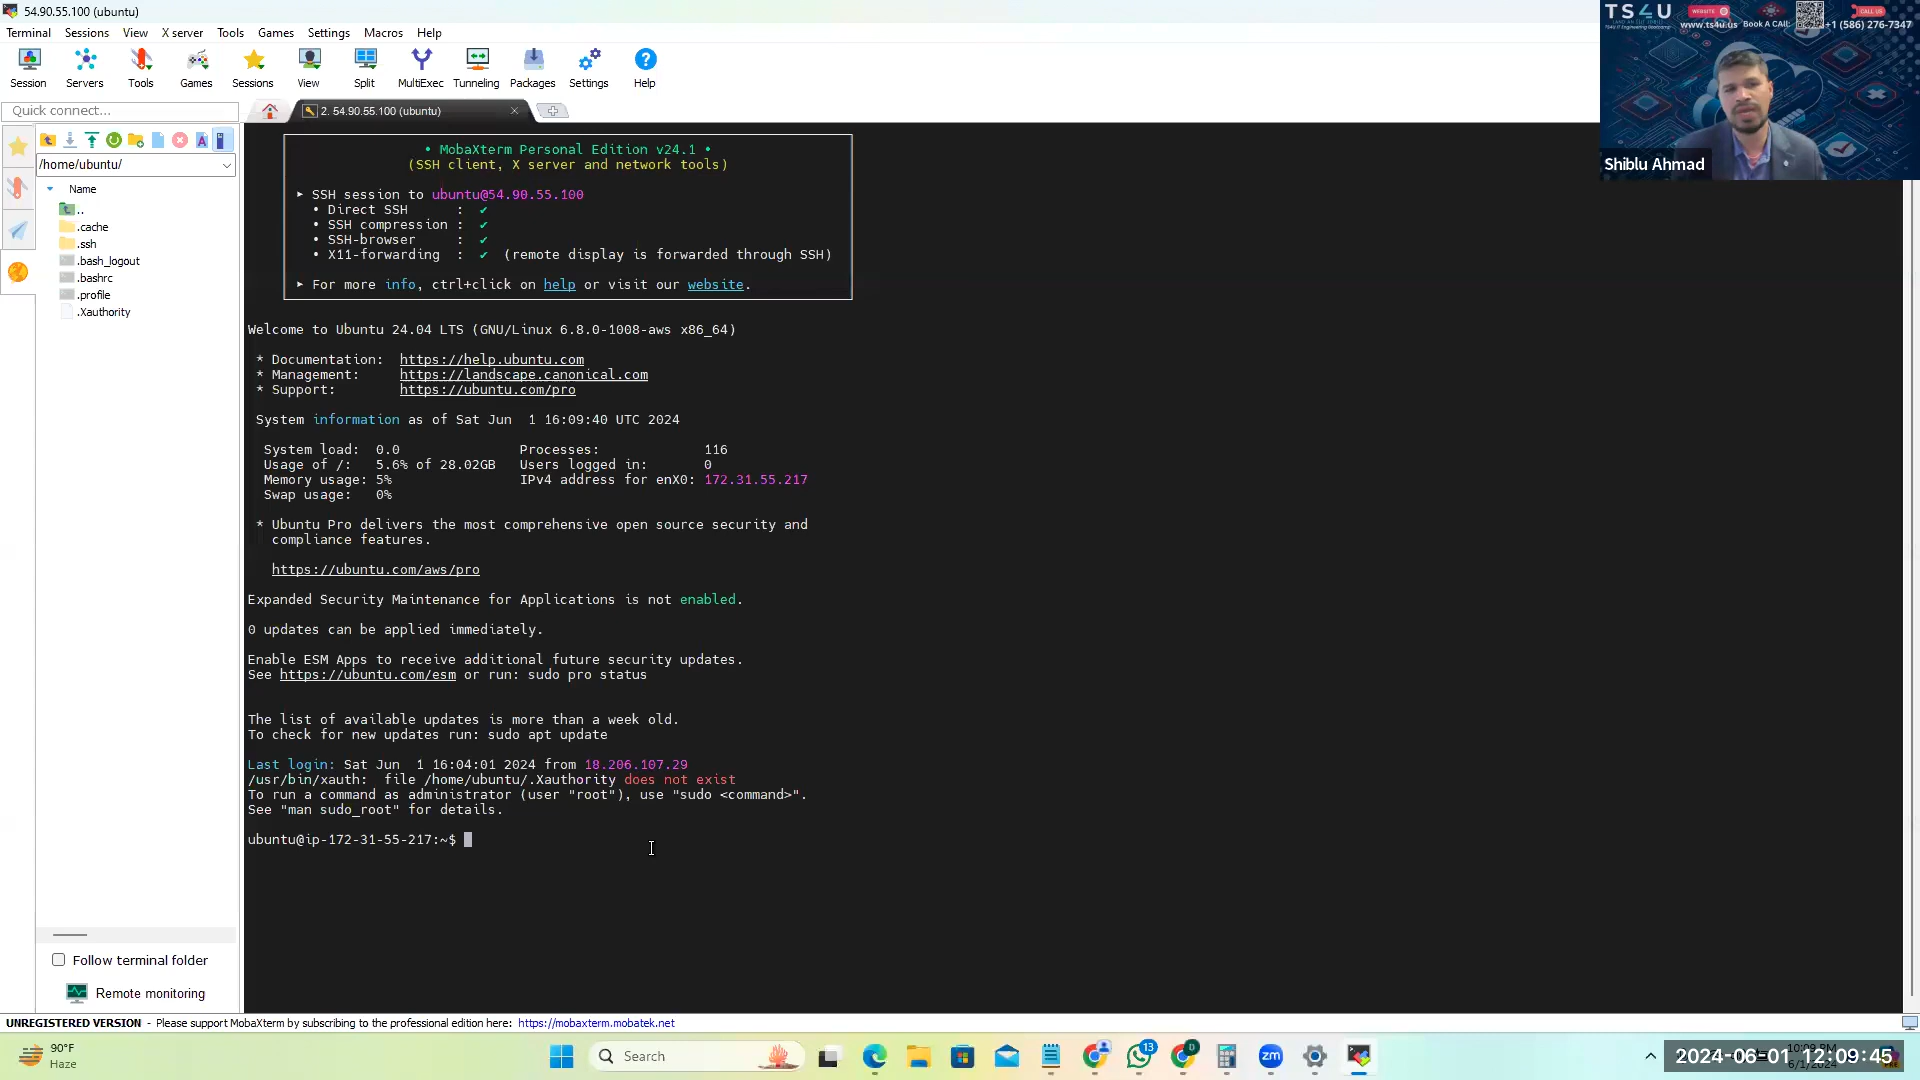 54.90.55.100 (ubuntu)
Terminal Sessions View X server Tools Games Settings Macros Help
Session Servers Tools Games Sessions View Split MultiExec Tunneling Packages Settings Help
Quick connect...
2. 54.90.55.100 (ubuntu)
/home/ubuntu/
Name
..
.cache
.ssh
.bash_logout
.bashrc
.profile
.Xauthority
Follow terminal folder
Remote monitoring
• MobaXterm Personal Edition v24.1 •
(SSH client, X server and network tools)
▸ SSH session to ubuntu@54.90.55.100
• Direct SSH : ✔
• SSH compression : ✔
• SSH-browser : ✔
• X11-forwarding : ✔ (remote display is forwarded through SSH)
▸ For more info, ctrl+click on help or visit our website.
Welcome to Ubuntu 24.04 LTS (GNU/Linux 6.8.0-1008-aws x86_64)
* Documentation: https://help.ubuntu.com
* Management: https://landscape.canonical.com
* Support: https://ubuntu.com/pro
System information as of Sat Jun 1 16:09:40 UTC 2024
System load: 0.0 Processes: 116
Usage of /: 5.6% of 28.02GB Users logged in: 0
Memory usage: 5% IPv4 address for enX0: 172.31.55.217
Swap usage: 0%
* Ubuntu Pro delivers the most comprehensive open source security and
compliance features.
https://ubuntu.com/aws/pro
Expanded Security Maintenance for Applications is not enabled.
0 updates can be applied immediately.
Enable ESM Apps to receive additional future security updates.
See https://ubuntu.com/esm or run: sudo pro status
The list of available updates is more than a week old.
To check for new updates run: sudo apt update
Last login: Sat Jun 1 16:04:01 2024 from 18.206.107.29
/usr/bin/xauth: file /home/ubuntu/.Xauthority does not exist
To run a command as administrator (user "root"), use "sudo <command>".
See "man sudo_root" for details.
ubuntu@ip-172-31-55-217:~$
TS4U
WEBSITE
CALL US
www.ts4u.us Book A CAll: +1 (586) 276-7347
Shiblu Ahmad
UNREGISTERED VERSION - Please support MobaXterm by subscribing to the professional edition here: https://mobaxterm.mobatek.net
90°F
Haze
Search
13
zm
2024-06-01 12:09:45